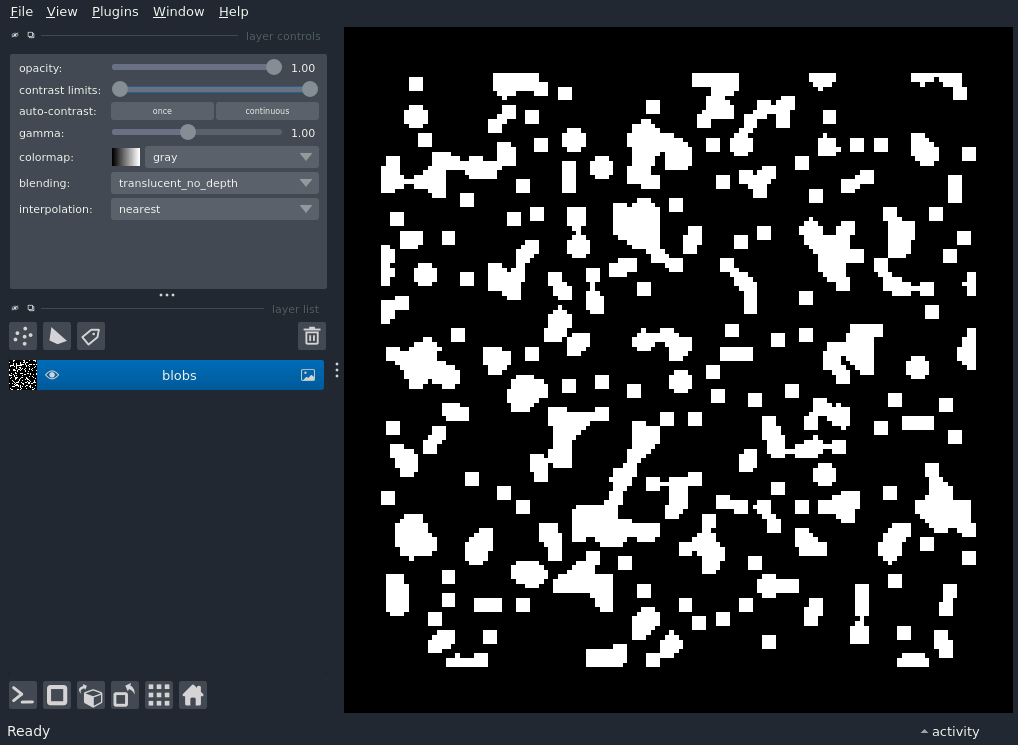 File View Plugins Window Help
layer controls
opacity: 1.00
contrast limits:
auto-contrast: once continuous
gamma: 1.00
colormap: gray
blending: translucent_no_depth
interpolation: nearest
layer list
blobs
Ready activity